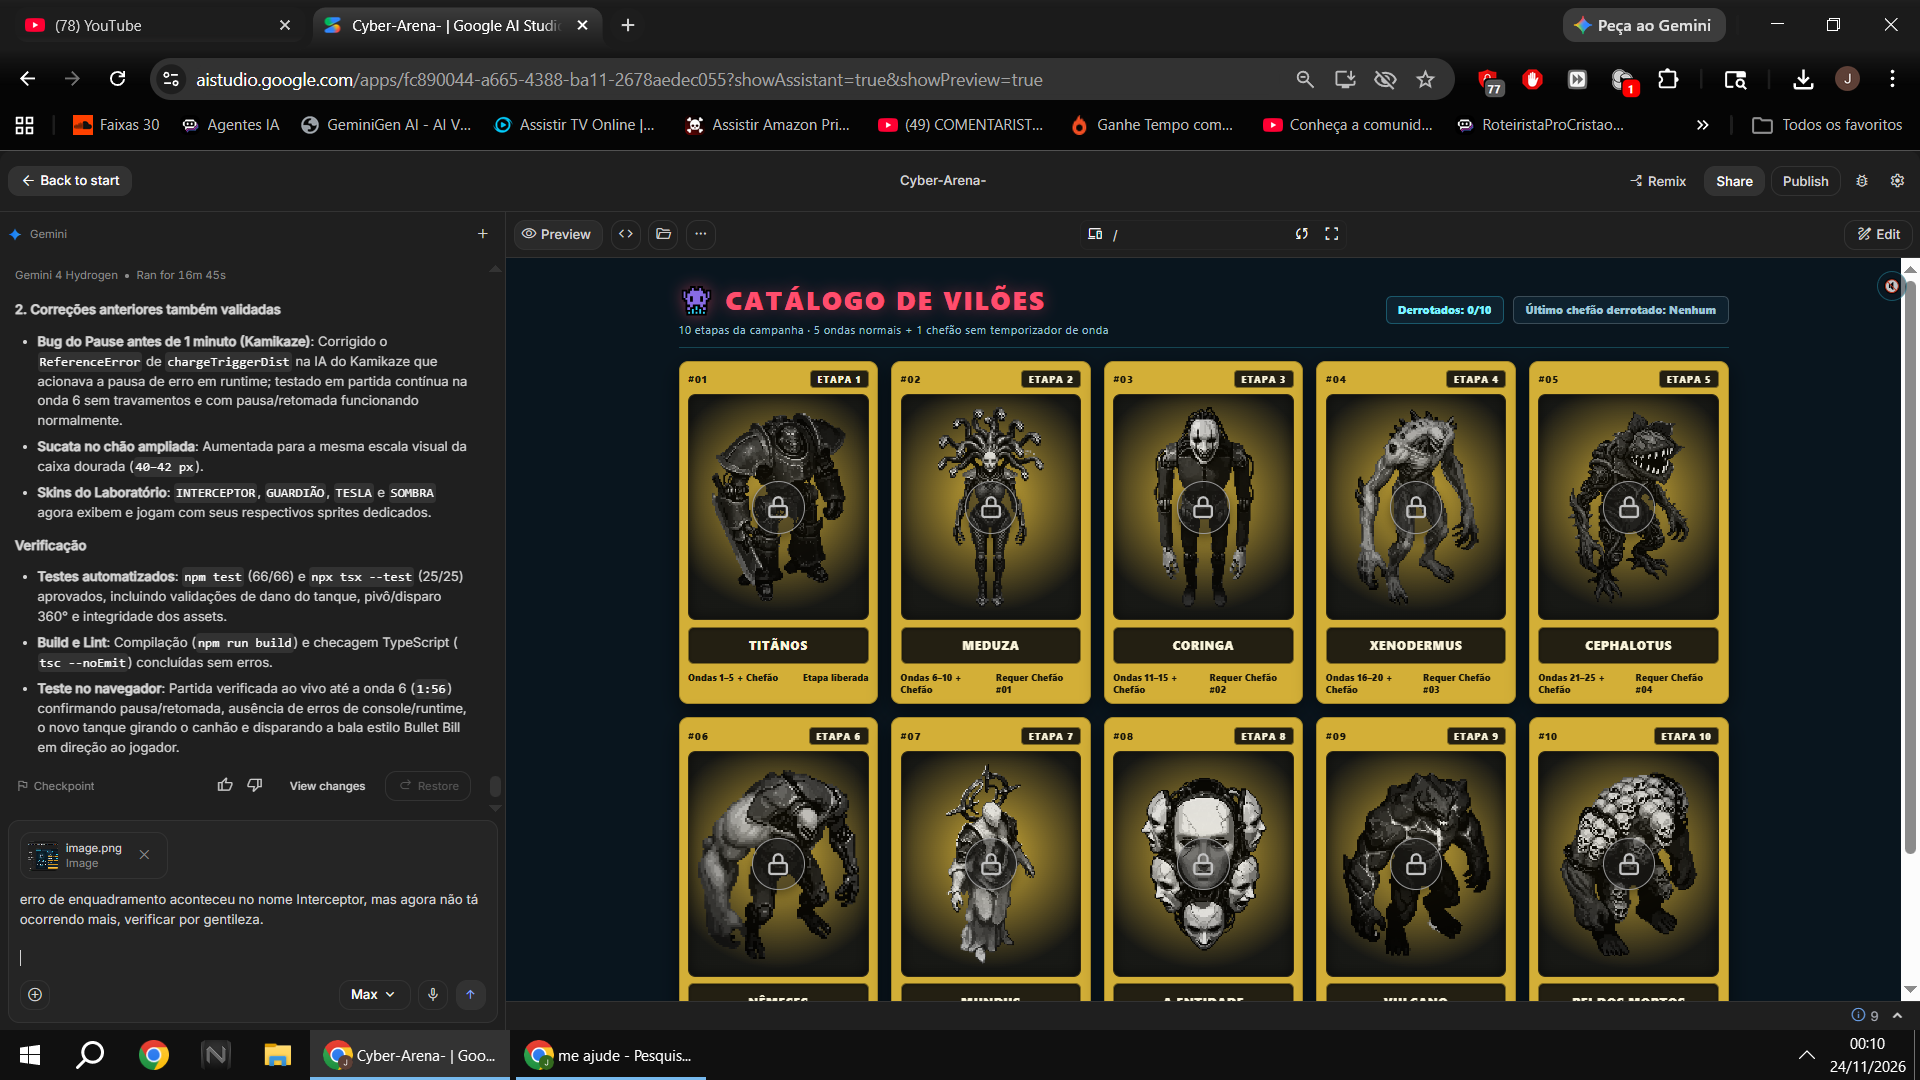 (78) YouTube
Cyber-Arena- | Google AI Studi
Peça ao Gemini
aistudio.google.com/apps/fc890044-a665-4388-ba11-2678aedec055?showAssistant=true&showPreview=true
77
1
J
Faixas 30
Agentes IA
GeminiGen AI - AI V...
Assistir TV Online |...
Assistir Amazon Pri...
(49) COMENTARIST...
Ganhe Tempo com...
Conheça a comunid...
RoteiristaProCristao...
Todos os favoritos
Back to start
Cyber-Arena-
Remix
Share
Publish
Gemini
Preview
/
Edit
Gemini 4 Hydrogen • Ran for 16m 45s
2. Correções anteriores também validadas
• Bug do Pause antes de 1 minuto (Kamikaze): Corrigido o
ReferenceError de chargeTriggerDist na IA do Kamikaze que
acionava a pausa de erro em runtime; testado em partida contínua na
onda 6 sem travamentos e com pausa/retomada funcionando
normalmente.
• Sucata no chão ampliada: Aumentada para a mesma escala visual da
caixa dourada (40–42 px).
• Skins do Laboratório: INTERCEPTOR, GUARDIÃO, TESLA e SOMBRA
agora exibem e jogam com seus respectivos sprites dedicados.
Verificação
• Testes automatizados: npm test (66/66) e npx tsx --test (25/25)
aprovados, incluindo validações de dano do tanque, pivô/disparo
360° e integridade dos assets.
• Build e Lint: Compilação (npm run build) e checagem TypeScript (
tsc --noEmit) concluídas sem erros.
• Teste no navegador: Partida verificada ao vivo até a onda 6 (1:56)
confirmando pausa/retomada, ausência de erros de console/runtime,
o novo tanque girando o canhão e disparando a bala estilo Bullet Bill
em direção ao jogador.
Checkpoint
View changes
Restore
image.png
Image
erro de enquadramento aconteceu no nome Interceptor, mas agora não tá
ocorrendo mais, verificar por gentileza.
Max
CATÁLOGO DE VILÕES
10 etapas da campanha · 5 ondas normais + 1 chefão sem temporizador de onda
Derrotados: 0/10
Último chefão derrotado: Nenhum
#01 ETAPA 1
TITÃNOS
Ondas 1–5 + Chefão Etapa liberada
#02 ETAPA 2
MEDUZA
Ondas 6–10 + Chefão Requer Chefão #01
#03 ETAPA 3
CORINGA
Ondas 11–15 + Chefão Requer Chefão #02
#04 ETAPA 4
XENODERMUS
Ondas 16–20 + Chefão Requer Chefão #03
#05 ETAPA 5
CEPHALOTUS
Ondas 21–25 + Chefão Requer Chefão #04
#06 ETAPA 6
NÊMESES
#07 ETAPA 7
MUNDUS
#08 ETAPA 8
A ENTIDADE
#09 ETAPA 9
VULCANO
#10 ETAPA 10
REI DOS MORTOS
9
Cyber-Arena- | Goo...
me ajude - Pesquis...
00:10
24/11/2026